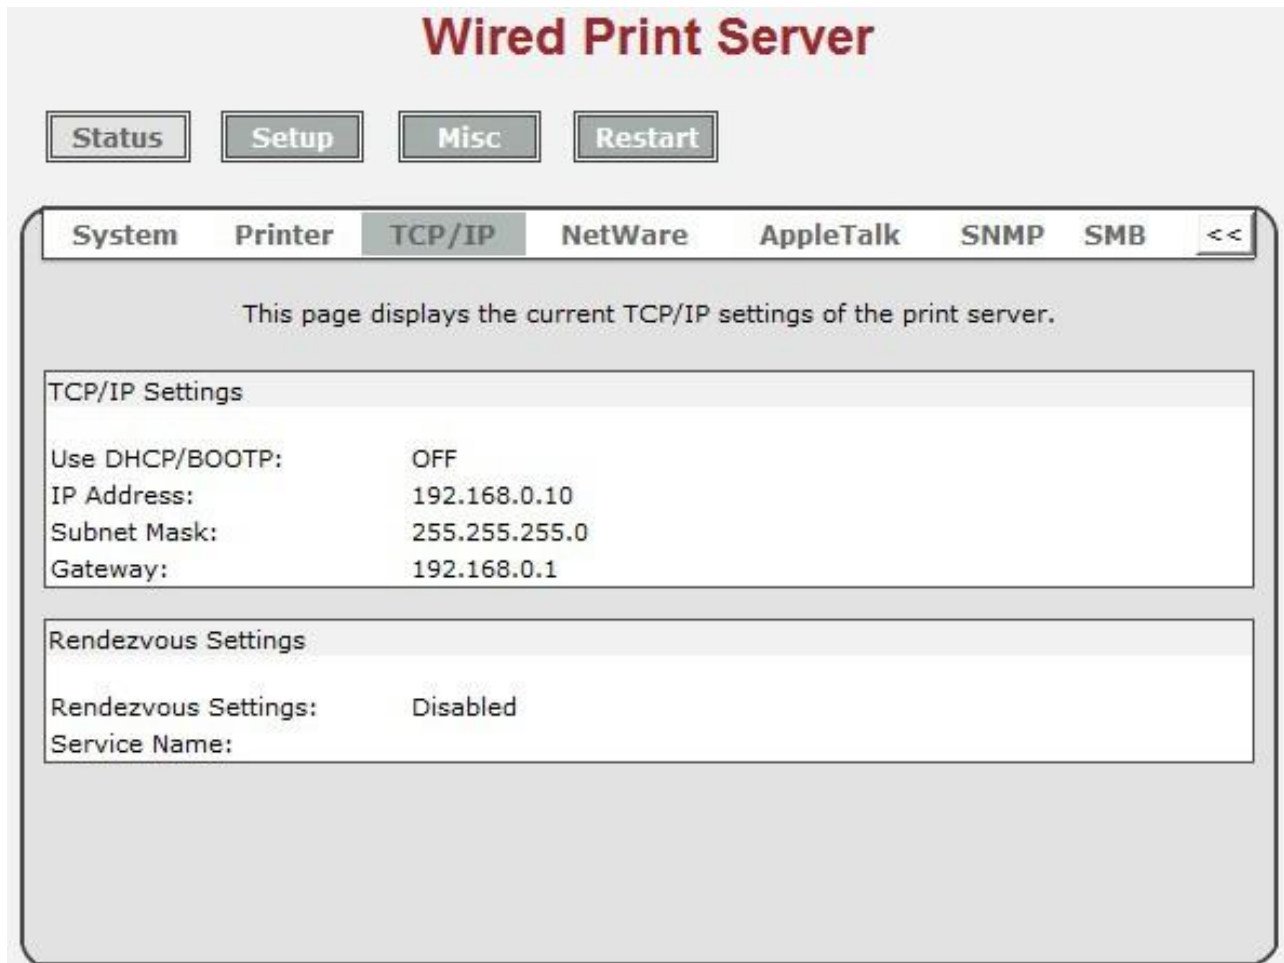 Wired Print Server
Status Setup Misc Restart
System Printer TCP/IP NetWare AppleTalk SNMP SMB <<
This page displays the current TCP/IP settings of the print server.
TCP/IP Settings
Use DHCP/BOOTP: OFF
IP Address: 192.168.0.10
Subnet Mask: 255.255.255.0
Gateway: 192.168.0.1
Rendezvous Settings
Rendezvous Settings: Disabled
Service Name: